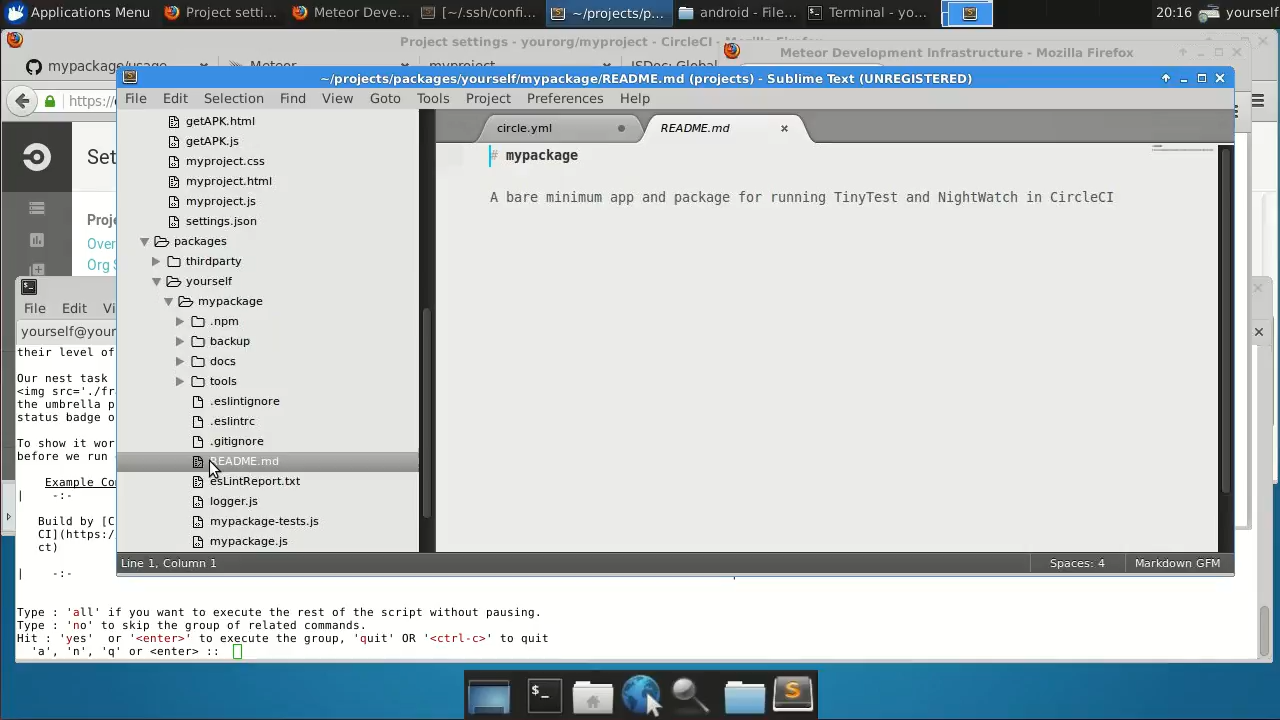 Applications Menu
Project setti...
Meteor Deve...
[~/.ssh/confi...
~/projects/p...
android - File...
Terminal - yo...
20:16
yourself
Project settings - yourorg/myproject - CircleCI - Mozilla Firefox
Meteor Development Infrastructure - Mozilla Firefox
mypackage/usage
Meteor
myproject
~/projects/packages/yourself/mypackage/README.md (projects) - Sublime Text (UNREGISTERED)
https://c
File Edit Selection Find View Goto Tools Project Preferences Help
Set
Proje
Over
Org S
getAPK.html
getAPK.js
myproject.css
myproject.html
myproject.js
settings.json
packages
thirdparty
yourself
mypackage
.npm
backup
docs
tools
.eslintignore
.eslintrc
.gitignore
README.md
esLintReport.txt
logger.js
mypackage-tests.js
mypackage.js
circle.yml
README.md
# mypackage
A bare minimum app and package for running TinyTest and NightWatch in CircleCI
Line 1, Column 1
Spaces: 4
Markdown GFM
File Edit Vi
yourself@your
their level of
Our nest task
<img src='./fr
the umbrella p
status badge o
To show it wor
before we run
Example Co
| -:-
Build by [C
CI](https:/
ct)
| -:-
Type : 'all' if you want to execute the rest of the script without pausing.
Type : 'no' to skip the group of related commands.
Hit : 'yes' or '<enter>' to execute the group, 'quit' OR '<ctrl-c>' to quit
'a', 'n', 'q' or <enter> ::